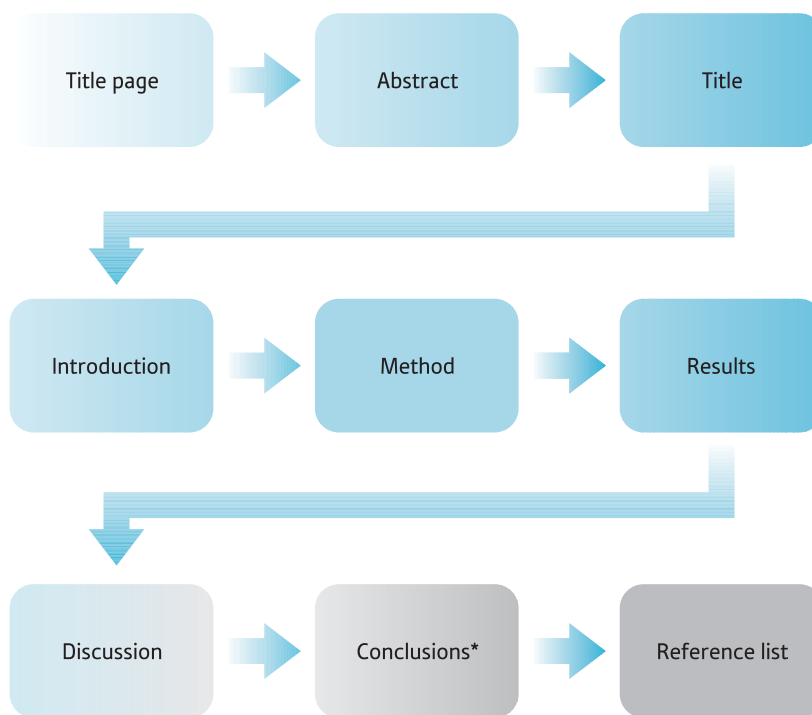 Title page
Abstract
Title
Introduction
Method
Results
Discussion
Conclusions*
Reference list